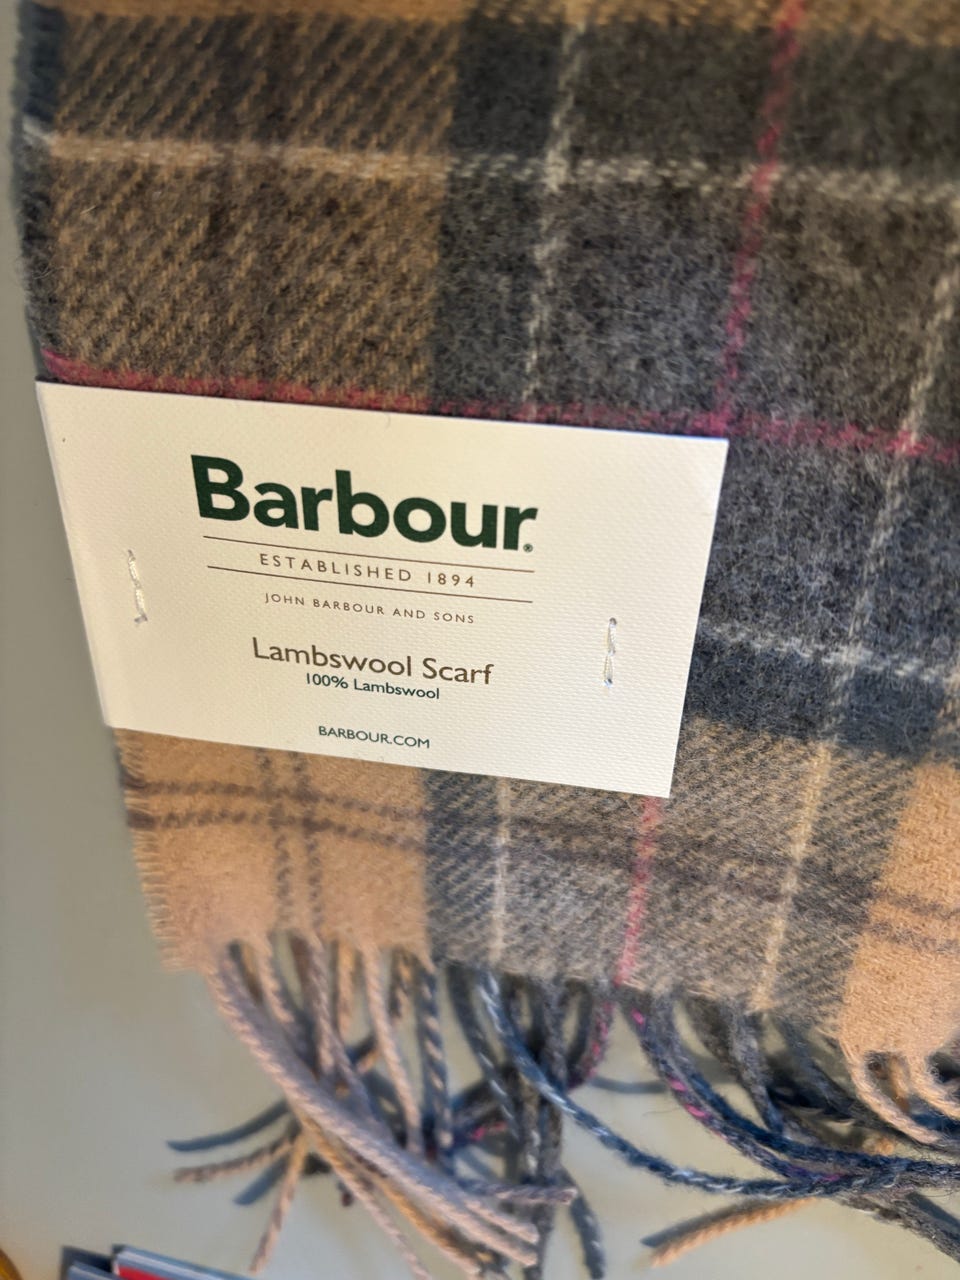 Barbour®
ESTABLISHED 1894
JOHN BARBOUR AND SONS
Lambswool Scarf
100% Lambswool
BARBOUR.COM